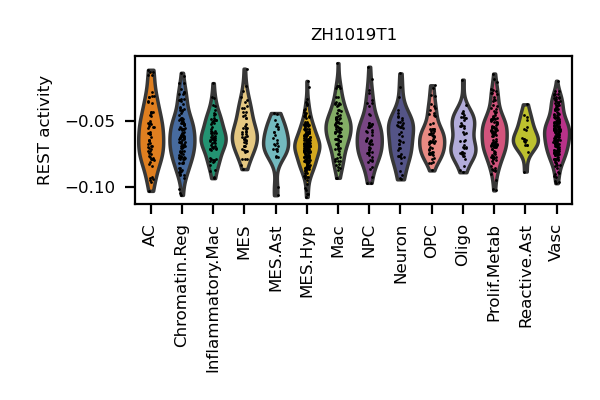 ZH1019T1
REST activity
−0.05
−0.10
AC
Chromatin.Reg
Inflammatory.Mac
MES
MES.Ast
MES.Hyp
Mac
NPC
Neuron
OPC
Oligo
Prolif.Metab
Reactive.Ast
Vasc